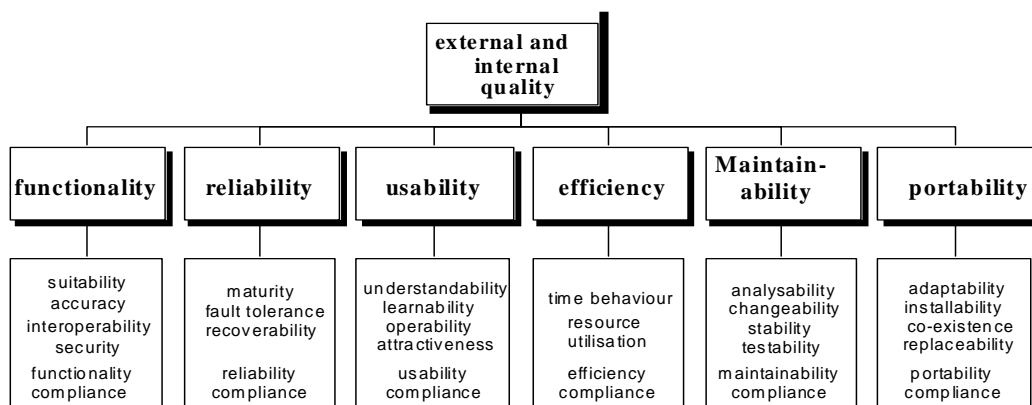 external and
internal
quality
functionality
reliability
usability
efficiency
Maintain-
ability
portability
suitability
accuracy
interoperability
security
functionality
compliance
maturity
fault tolerance
recoverability
reliability
compliance
understandability
learnability
operability
attractiveness
usability
compliance
time behaviour
resource
utilisation
efficiency
compliance
analysability
changeability
stability
testability
maintainability
compliance
adaptability
installability
co-existence
replaceability
portability
compliance